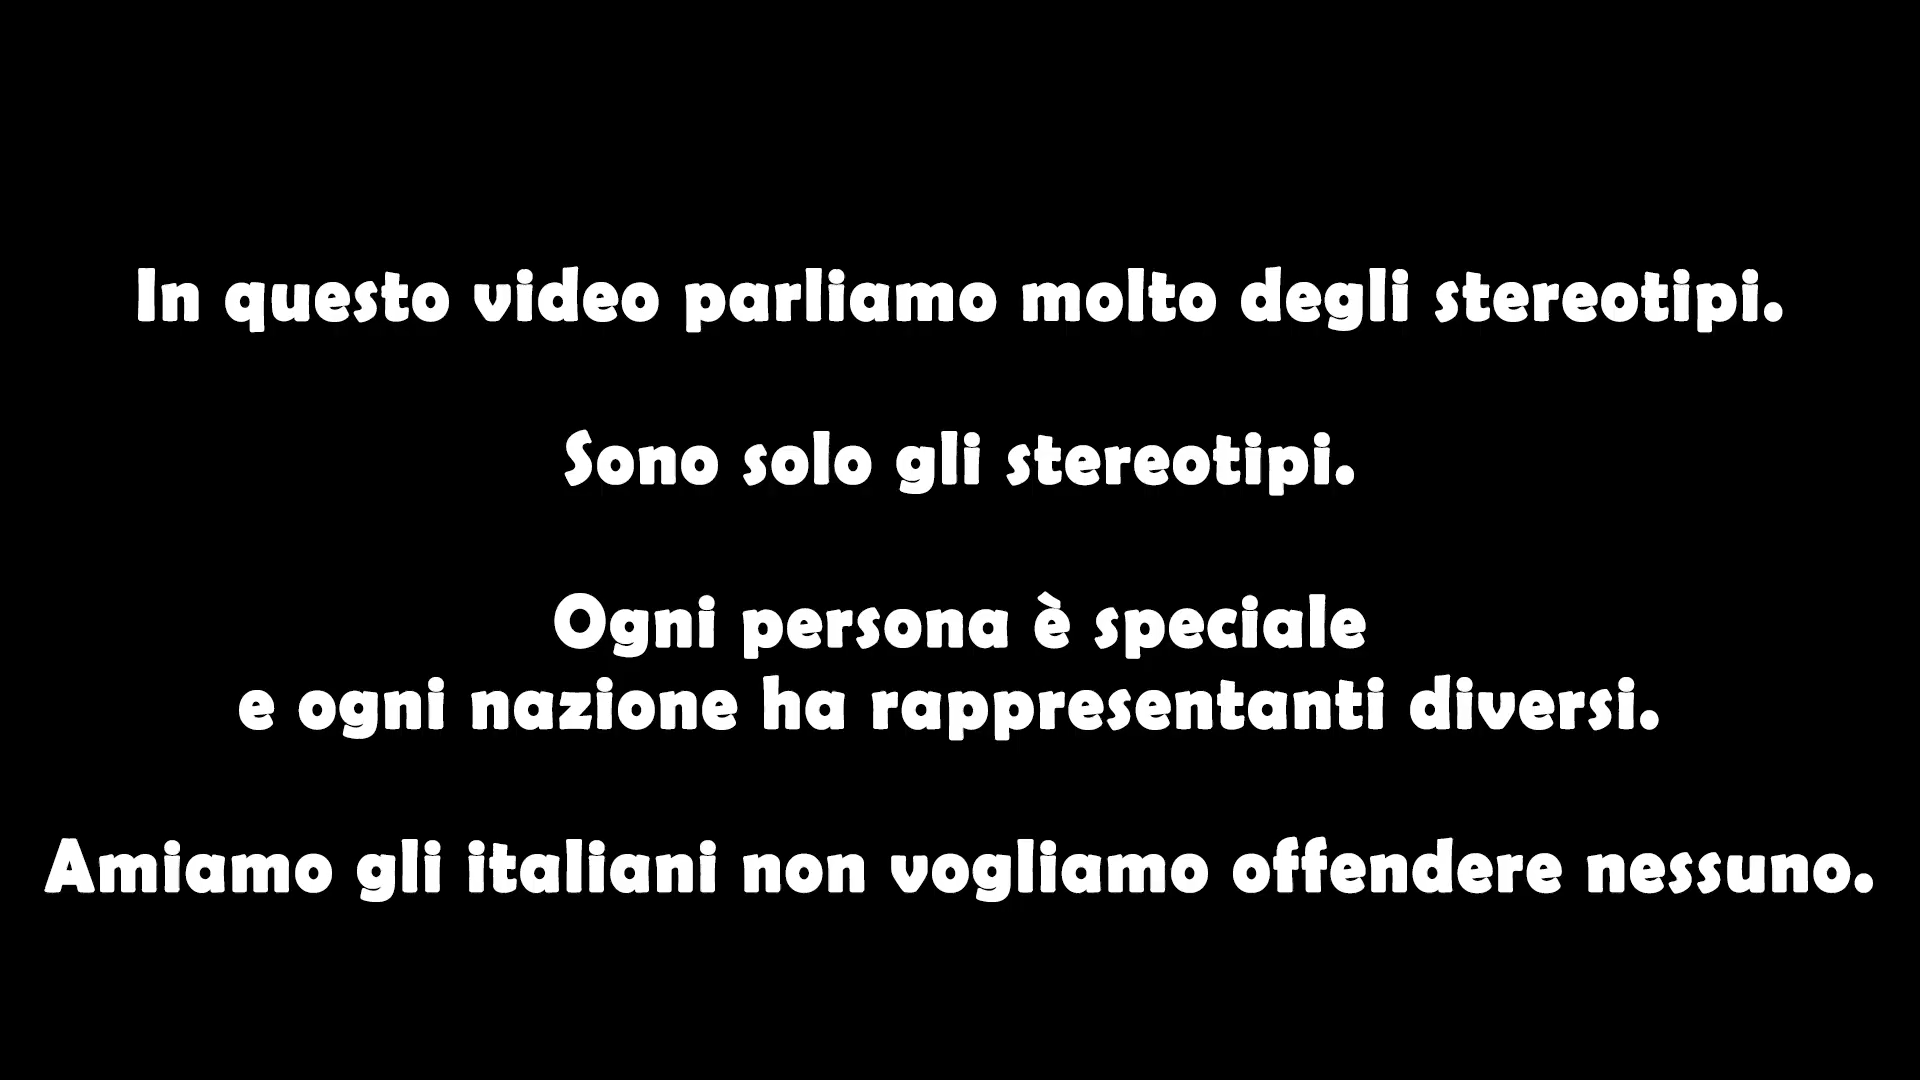 In questo video parliamo molto degli stereotipi.
Sono solo gli stereotipi.
Ogni persona è speciale
e ogni nazione ha rappresentanti diversi.
Amiamo gli italiani non vogliamo offendere nessuno.